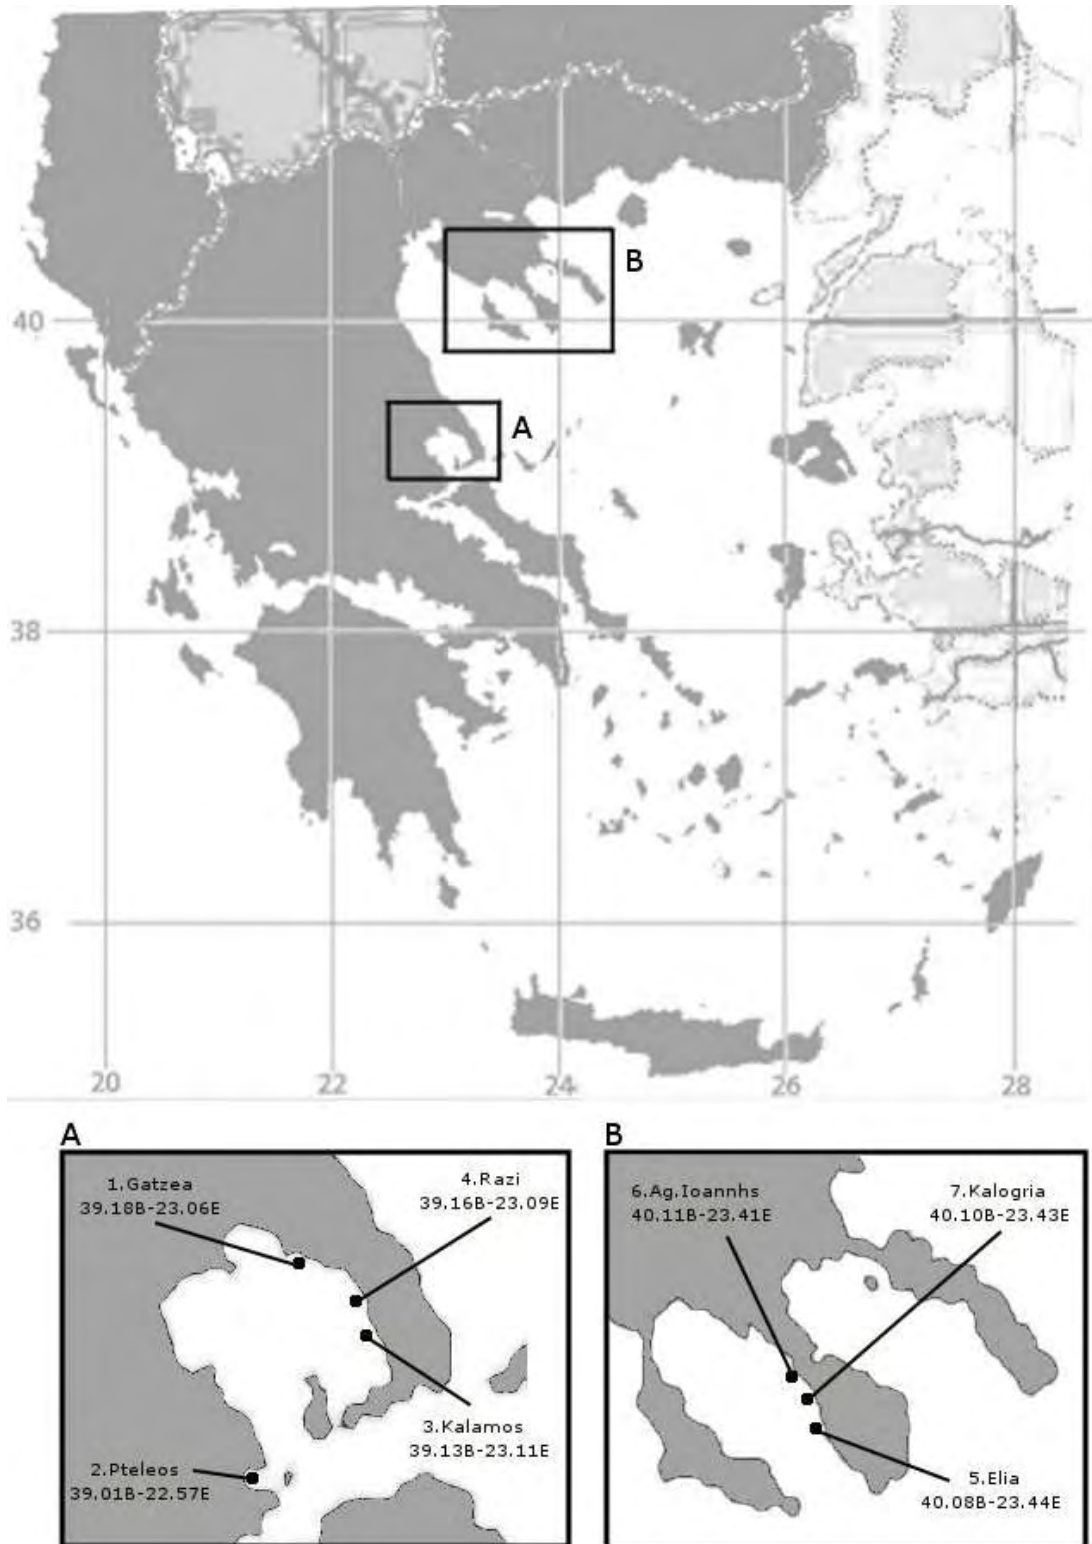 B
40
A
38
36
20 22 24 26 28
A
1.Gatzea
39.18B-23.06E
4.Razi
39.16B-23.09E
3.Kalamos
39.13B-23.11E
2.Pteleos
39.01B-22.57E
B
6.Ag.Ioannhs
40.11B-23.41E
7.Kalogria
40.10B-23.43E
5.Elia
40.08B-23.44E